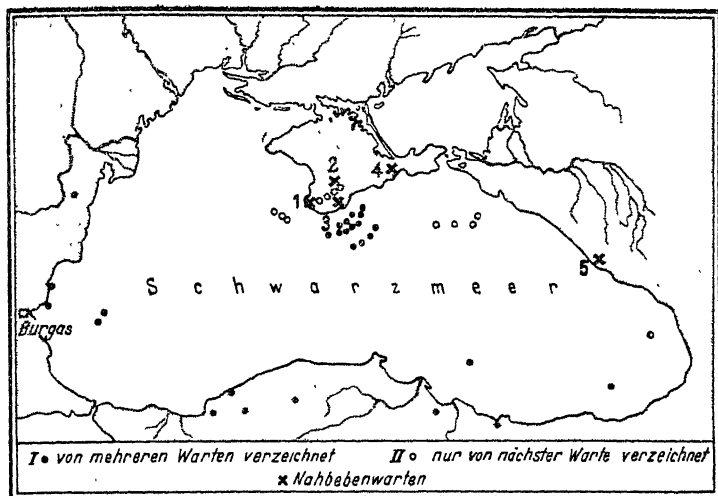 2
4
1
3
5
Schwarzmeer
Burgas
I • von mehreren Warten verzeichnet II ○ nur von nächster Warte verzeichnet
× Nahbebenwarten